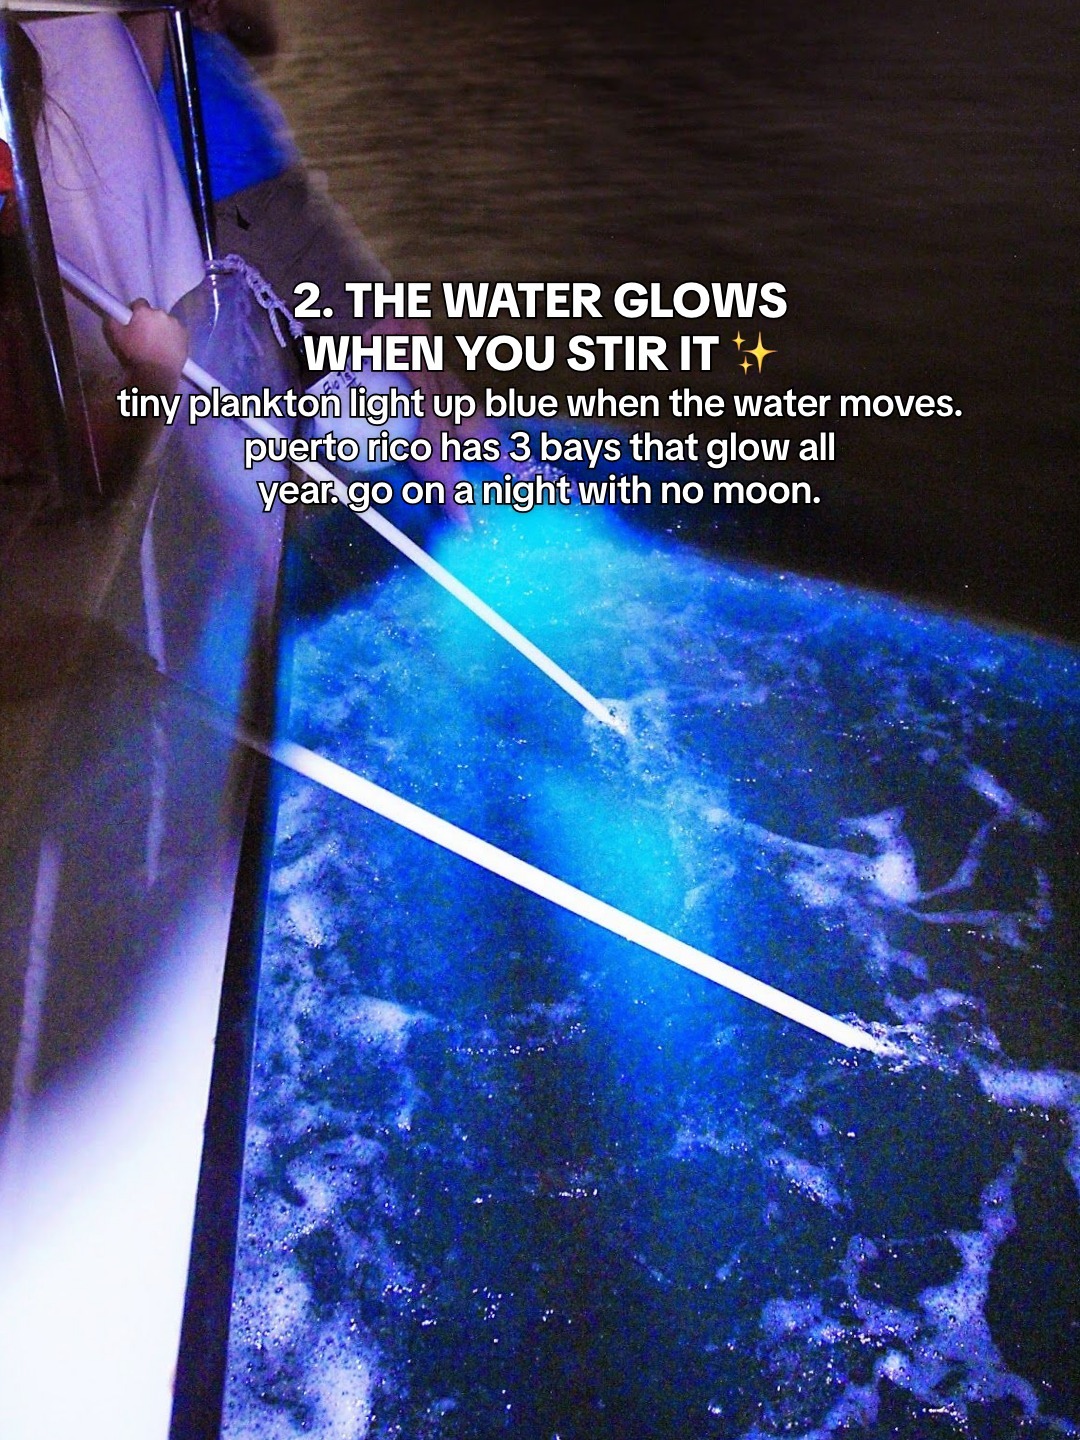 2. THE WATER GLOWS
WHEN YOU STIR IT ✨
tiny plankton light up blue when the water moves.
puerto rico has 3 bays that glow all
year. go on a night with no moon.